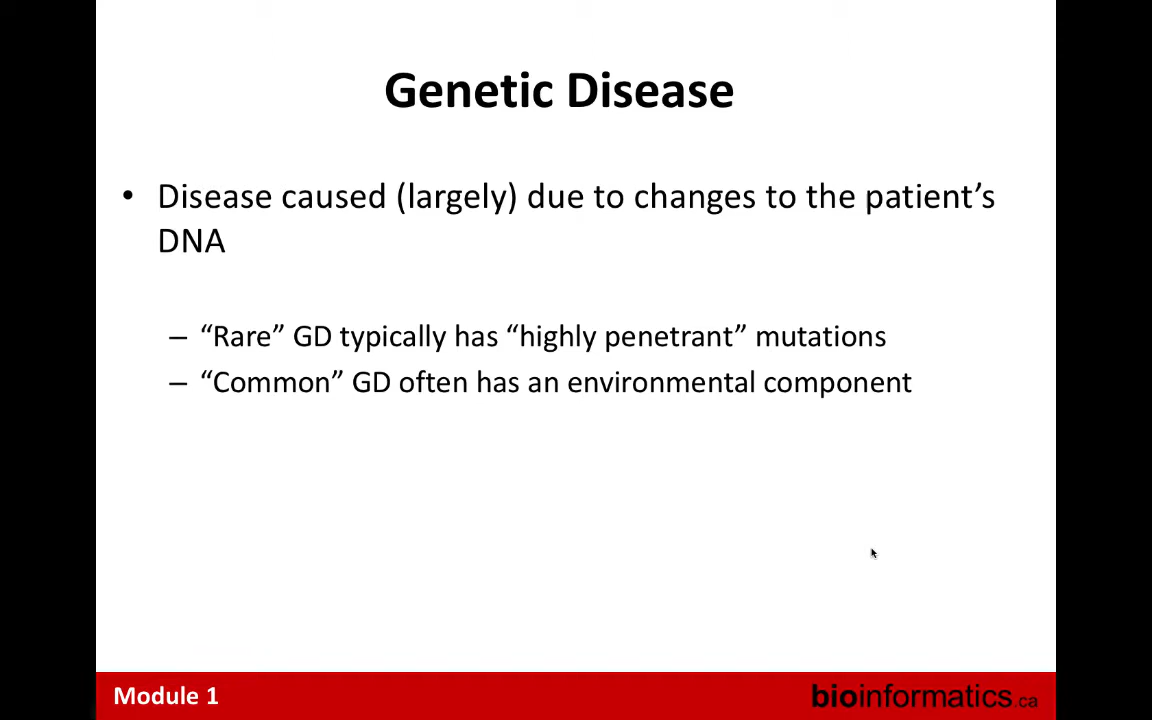 Genetic Disease
• Disease caused (largely) due to changes to the patient’s
DNA
– “Rare” GD typically has “highly penetrant” mutations
– “Common” GD often has an environmental component
Module 1
bioinformatics.ca